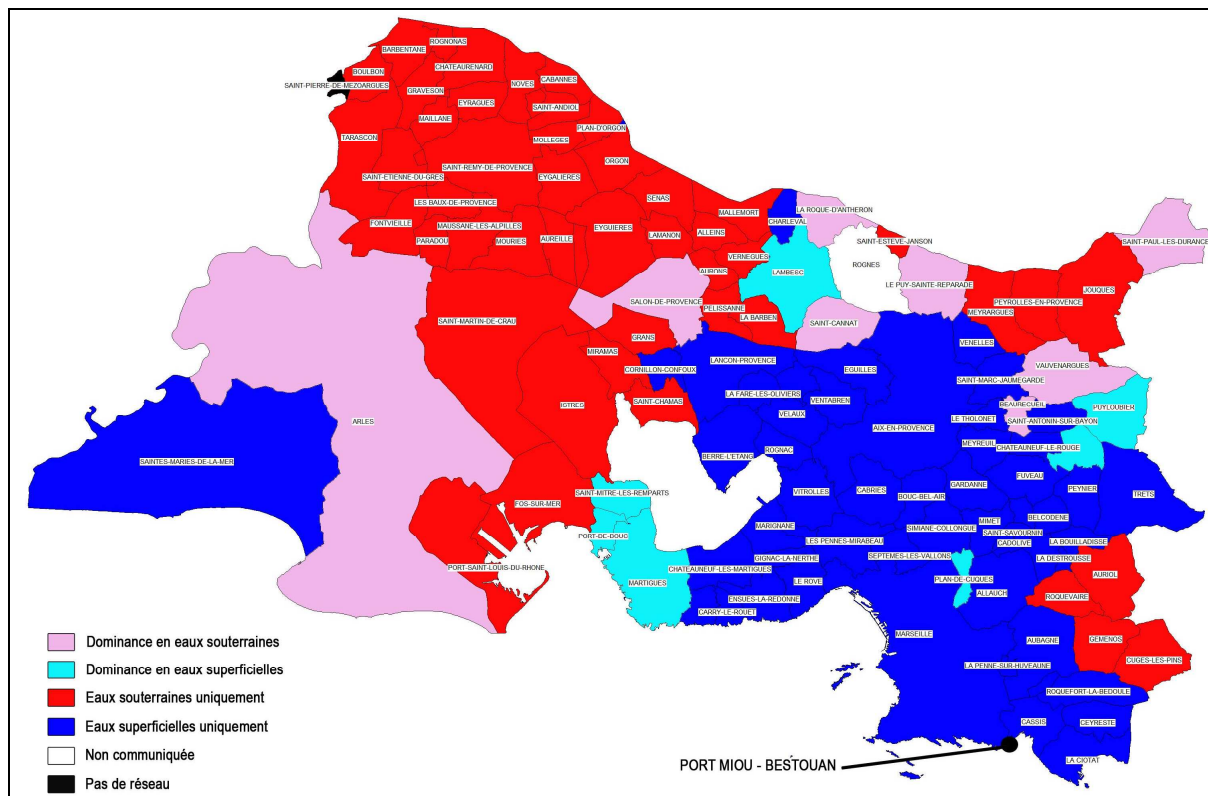 ROGNONAS
BARBENTANE
CHATEAURENARD
BOULBON
NOVES
CABANNES
SAINT-PIERRE-DE-MEZOARGUES
GRAVESON
EYRAGUES
SAINT-ANDIOL
MAILLANE
PLAN-D'ORGON
TARASCON
MOLLEGES
ORGON
SAINT-REMY-DE-PROVENCE
SAINT-ETIENNE-DU-GRES
EYGALIERES
SENAS
LES BAUX-DE-PROVENCE
MALLEMORT
LA ROQUE-D'ANTHERON
FONTVIEILLE
MAUSSANE-LES-ALPILLES
CHARLEVAL
EYGUIERES
LAMANON
ALLEINS
PARADOU
MOURIES
AUREILLE
SAINT-ESTEVE-JANSON
SAINT-PAUL-LES-DURANCE
VERNEGUES
ROGNES
AURONS
LAMBESC
LE PUY-SAINTE-REPARADE
JOUQUES
SALON-DE-PROVENCE
PEYROLLES-EN-PROVENCE
PELISSANNE
MEYRARGUES
LA BARBEN
SAINT-CANNAT
SAINT-MARTIN-DE-CRAU
GRANS
VENELLES
MIRAMAS
LANCON-PROVENCE
VAUVENARGUES
CORNILLON-CONFOUX
EGUILLES
SAINT-MARC-JAUMEGARDE
LA FARE-LES-OLIVIERS
SAINT-CHAMAS
VENTABREN
BEAURECUEIL
PUYLOUBIER
ISTRES
VELAUX
LE THOLONET
SAINT-ANTONIN-SUR-BAYON
ARLES
AIX-EN-PROVENCE
MEYREUIL
CHATEAUNEUF-LE-ROUGE
ROGNAC
BERRE-L'ETANG
SAINTES-MARIES-DE-LA-MER
FUVEAU
GARDANNE
PEYNIER
CABRIES
VITROLLES
SAINT-MITRE-LES-REMPARTS
BOUC-BEL-AIR
TRETS
FOS-SUR-MER
BELCODENE
MIMET
MARIGNANE
SIMIANE-COLLONGUE
SAINT-SAVOURNIN
PORT-DE-BOUC
LES PENNES-MIRABEAU
CADOLIVE
LA BOUILLADISSE
GIGNAC-LA-NERTHE
SEPTEMES-LES-VALLONS
LA DESTROUSSE
PORT-SAINT-LOUIS-DU-RHONE
CHATEAUNEUF-LES-MARTIGUES
AURIOL
MARTIGUES
LE ROVE
PLAN-DE-CUQUES
ALLAUCH
ROQUEVAIRE
ENSUES-LA-REDONNE
CARRY-LE-ROUET
MARSEILLE
AUBAGNE
GEMENOS
CUGES-LES-PINS
LA PENNE-SUR-HUVEAUNE
ROQUEFORT-LA-BEDOULE
CASSIS
CEYRESTE
LA CIOTAT
PORT MIOU - BESTOUAN
Dominance en eaux souterraines
Dominance en eaux superficielles
Eaux souterraines uniquement
Eaux superficielles uniquement
Non communiquée
Pas de réseau